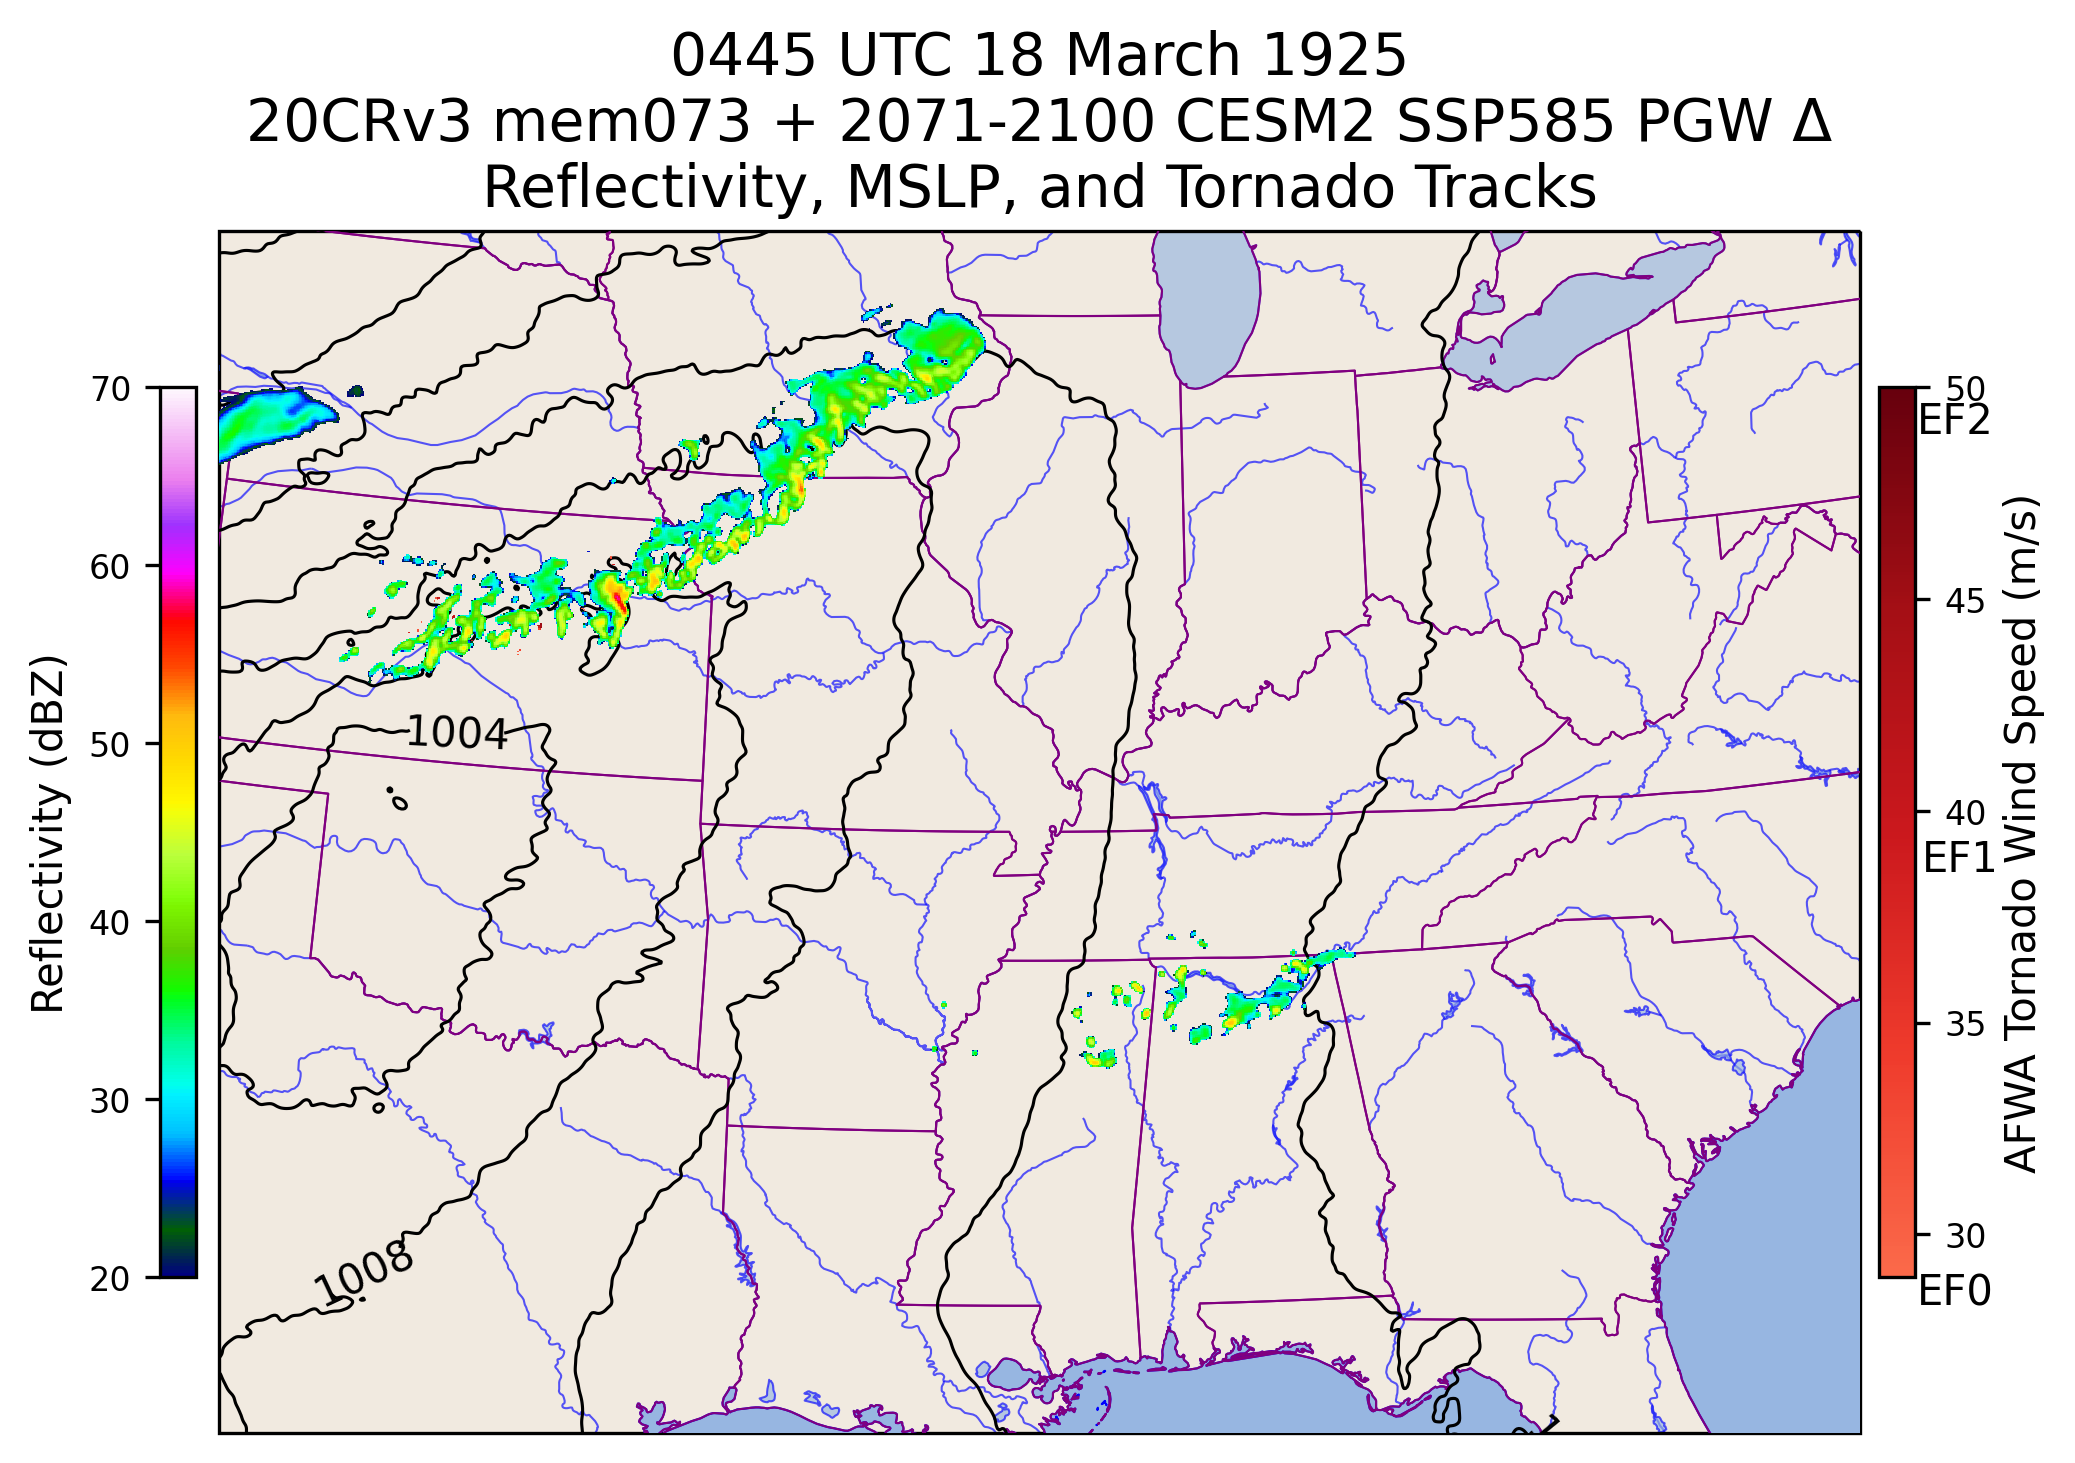 0445 UTC 18 March 1925
20CRv3 mem073 + 2071-2100 CESM2 SSP585 PGW Δ
Reflectivity, MSLP, and Tornado Tracks
Reflectivity (dBZ)
70
60
50
40
30
20
1004
1008
50
EF2
45
40
EF1
35
30
EF0
AFWA Tornado Wind Speed (m/s)